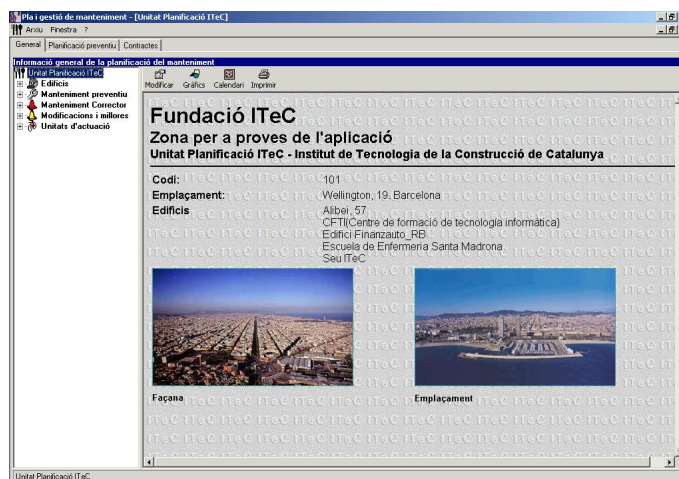 Pla i gestió de manteniment - [Unitat Planificació ITeC]
Arxiu Finestra ?
General Planificació preventiu Contractes
Informació general de la planificació del manteniment
Unitat Planificació ITeC
Edificis
Manteniment preventiu
Manteniment Corrector
Modificacions i millores
Unitats d'actuació
Modificar Gràfics Calendari Imprimir
Fundació ITeC
Zona per a proves de l'aplicació
Unitat Planificació ITeC - Institut de Tecnologia de la Construcció de Catalunya
Codi: 101
Emplaçament: Wellington, 19. Barcelona
Edificis Alibei, 57
CFTI(Centre de formació de tecnologia informàtica)
Edifici Finanzauto_RB
Escuela de Enfermeria Santa Madrona
Seu ITeC
Façana Emplaçament
Unitat Planificació ITeC